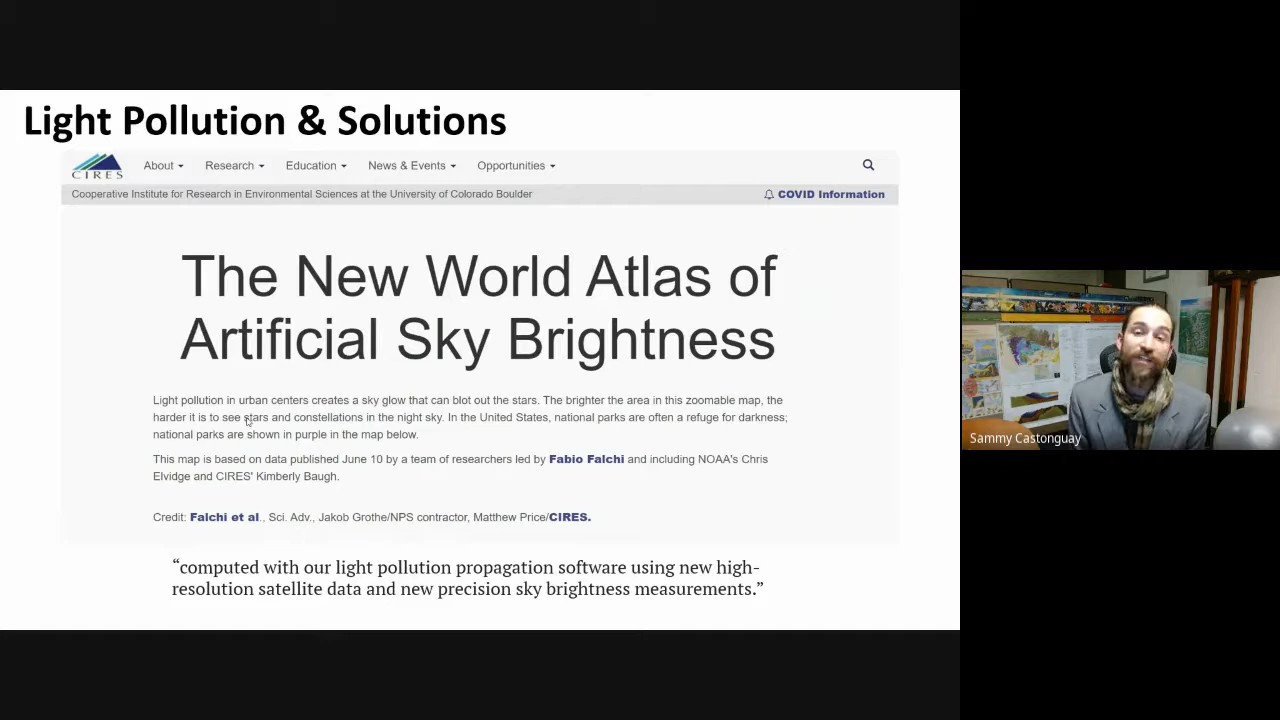 Light Pollution & Solutions
CIRES
About Research Education News & Events Opportunities
Cooperative Institute for Research in Environmental Sciences at the University of Colorado Boulder
COVID Information
The New World Atlas of
Artificial Sky Brightness
Light pollution in urban centers creates a sky glow that can blot out the stars. The brighter the area in this zoomable map, the
harder it is to see stars and constellations in the night sky. In the United States, national parks are often a refuge for darkness;
national parks are shown in purple in the map below.
This map is based on data published June 10 by a team of researchers led by Fabio Falchi and including NOAA's Chris
Elvidge and CIRES' Kimberly Baugh.
Credit: Falchi et al., Sci. Adv., Jakob Grothe/NPS contractor, Matthew Price/CIRES.
“computed with our light pollution propagation software using new high-
resolution satellite data and new precision sky brightness measurements.”
Sammy Castonguay